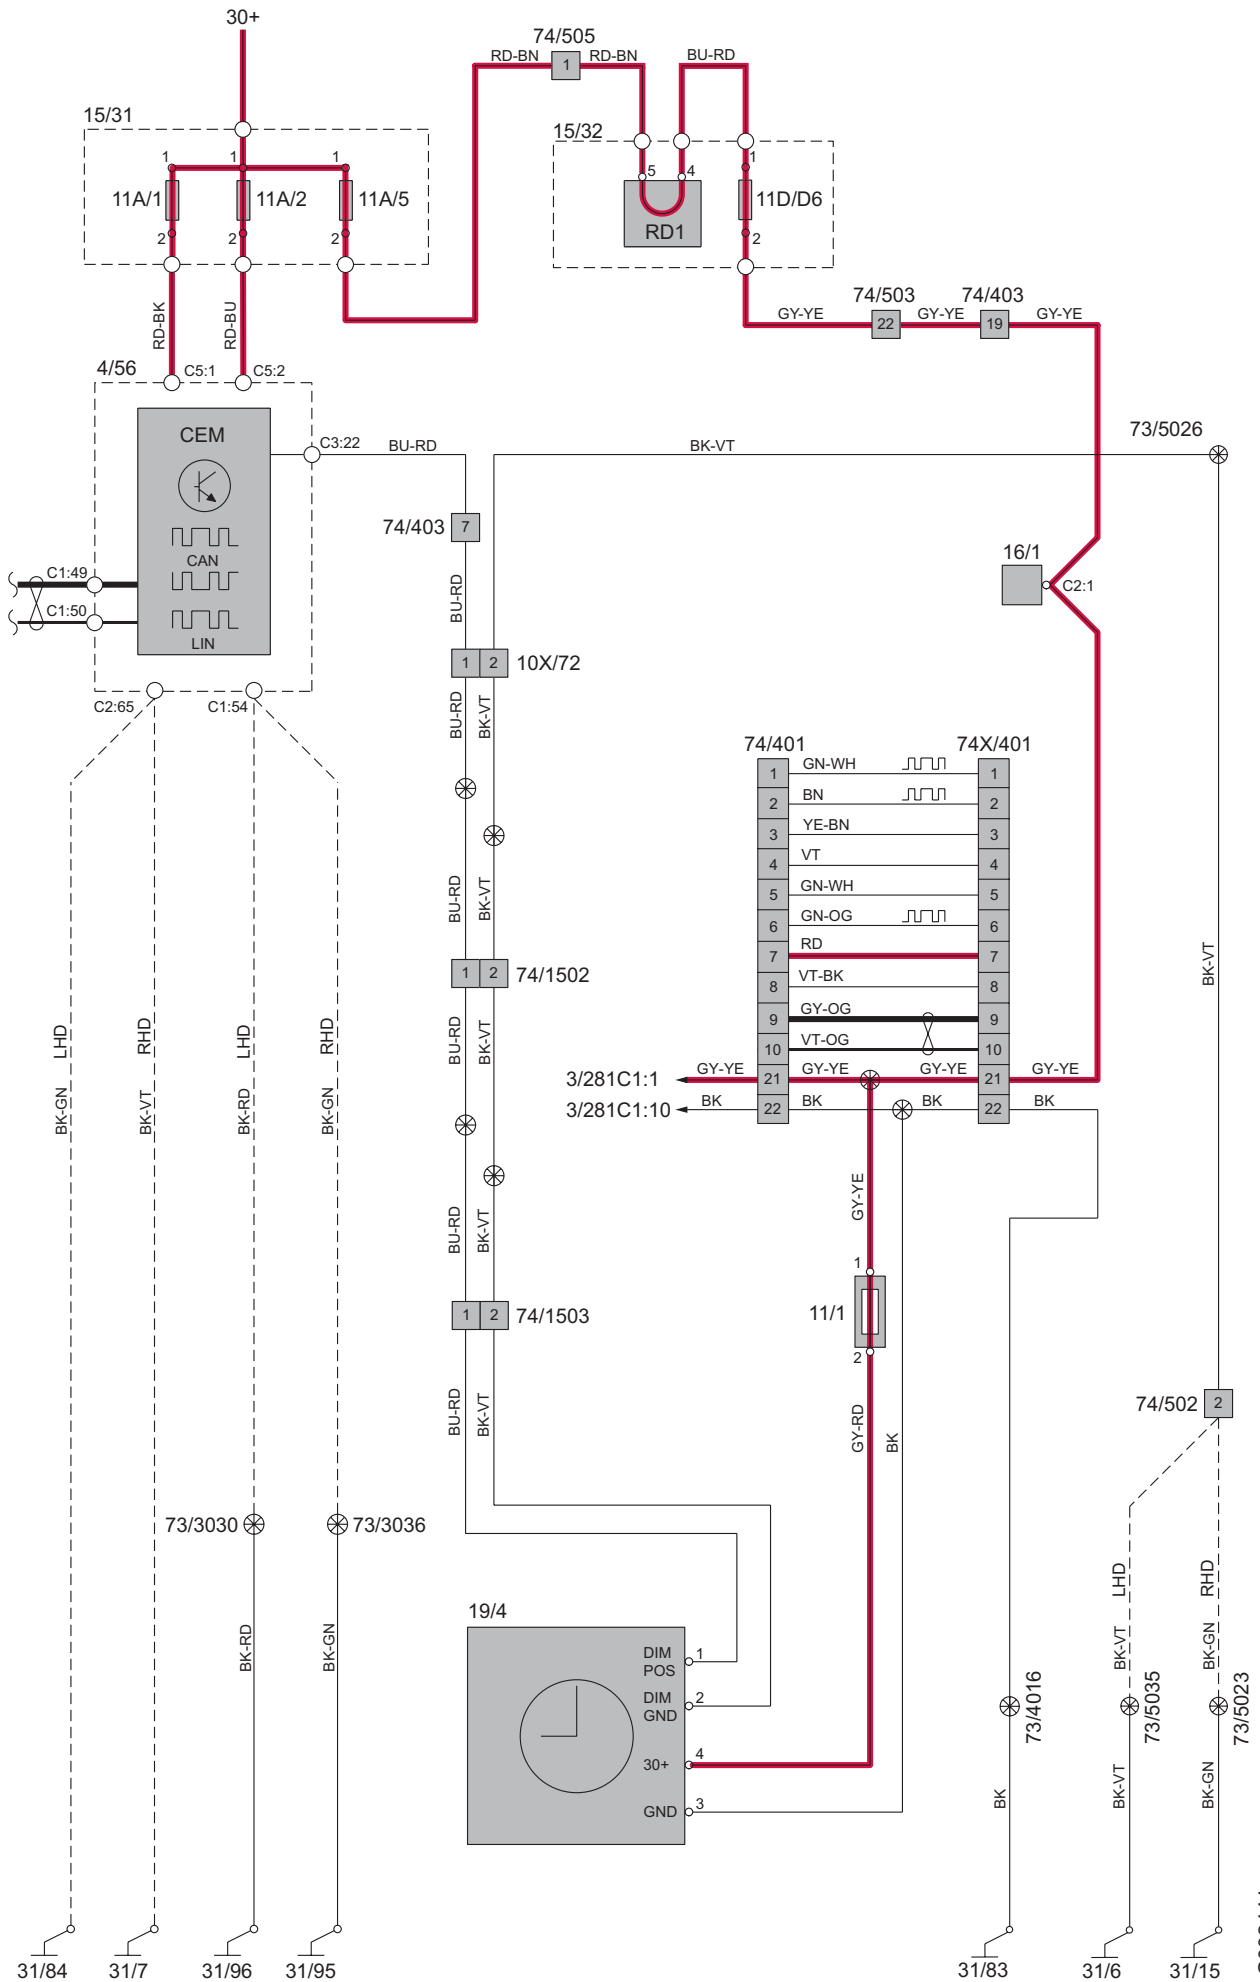 30+
74/505
RD-BN
1
RD-BN
BU-RD
15/31
15/32
1
1
1
11A/1
11A/2
11A/5
2
2
2
5
4
RD1
1
11D/D6
2
RD-BK
RD-BU
74/503
74/403
GY-YE
22
GY-YE
19
GY-YE
4/56
C5:1
C5:2
CEM
C3:22
BU-RD
BK-VT
73/5026
74/403
7
CAN
LIN
C1:49
C1:50
BU-RD
16/1
C2:1
1
2
10X/72
C2:65
C1:54
BU-RD
BK-VT
74/401
74X/401
1
GN-WH
1
2
BN
2
3
YE-BN
3
4
VT
4
5
GN-WH
5
6
GN-OG
6
7
RD
7
8
VT-BK
8
9
GY-OG
9
10
VT-OG
10
3/281C1:1
GY-YE
21
GY-YE
GY-YE
21
GY-YE
3/281C1:10
BK
22
BK
BK
22
BK
BU-RD
BK-VT
1
2
74/1502
BK-VT
LHD
RHD
LHD
RHD
BK-GN
BK-VT
BK-RD
BK-GN
BU-RD
BK-VT
GY-YE
BU-RD
BK-VT
1
11/1
2
1
2
74/1503
BU-RD
BK-VT
GY-RD
BK
74/502
2
73/3030
73/3036
LHD
RHD
BK-VT
BK-GN
19/4
BK-RD
BK-GN
DIM
POS
1
DIM
GND
2
30+
4
GND
3
73/4016
73/5035
73/5023
BK
BK-VT
BK-GN
31/84
31/7
31/96
31/95
31/83
31/6
31/15